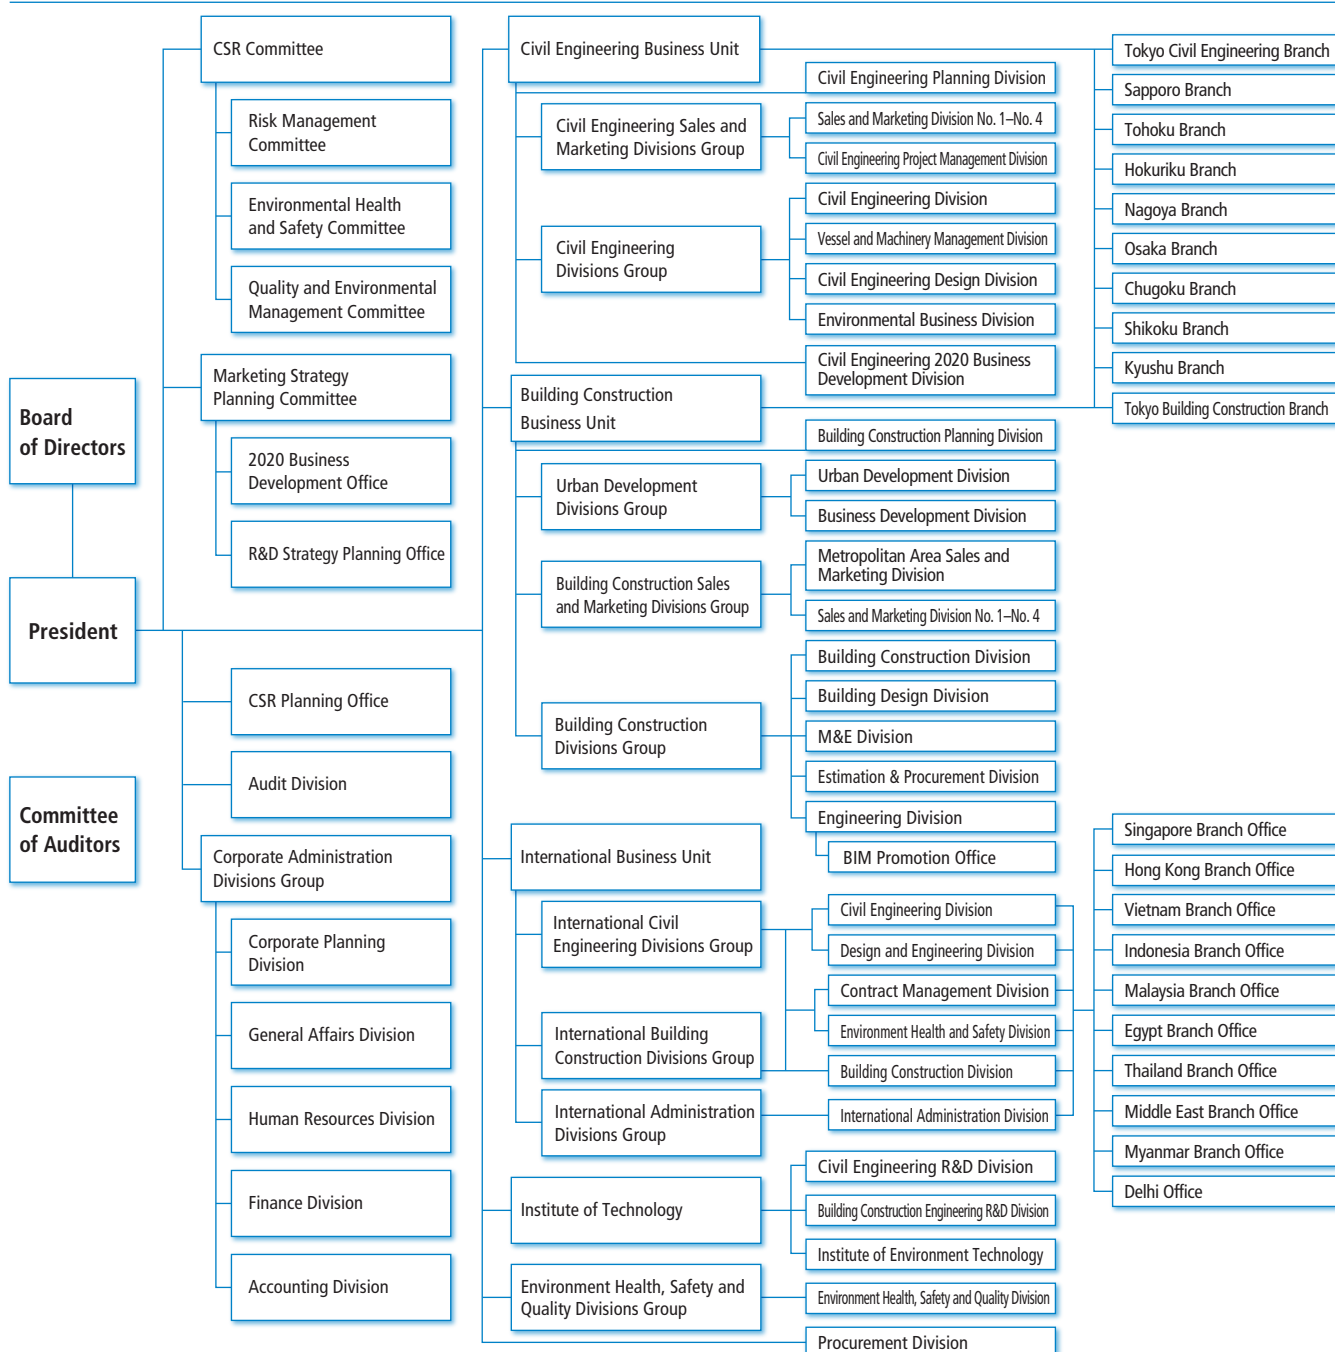 Board
of Directors
President
Committee
of Auditors
CSR Committee
Risk Management
Committee
Environmental Health
and Safety Committee
Quality and Environmental
Management Committee
Marketing Strategy
Planning Committee
2020 Business
Development Office
R&D Strategy Planning Office
CSR Planning Office
Audit Division
Corporate Administration
Divisions Group
Corporate Planning
Division
General Affairs Division
Human Resources Division
Finance Division
Accounting Division
Civil Engineering Business Unit
Civil Engineering Planning Division
Civil Engineering Sales and
Marketing Divisions Group
Sales and Marketing Division No. 1–No. 4
Civil Engineering Project Management Division
Civil Engineering
Divisions Group
Civil Engineering Division
Vessel and Machinery Management Division
Civil Engineering Design Division
Environmental Business Division
Civil Engineering 2020 Business
Development Division
Building Construction
Business Unit
Building Construction Planning Division
Urban Development
Divisions Group
Urban Development Division
Business Development Division
Building Construction Sales
and Marketing Divisions Group
Metropolitan Area Sales and
Marketing Division
Sales and Marketing Division No. 1–No. 4
Building Construction
Divisions Group
Building Construction Division
Building Design Division
M&E Division
Estimation & Procurement Division
Engineering Division
BIM Promotion Office
International Business Unit
International Civil
Engineering Divisions Group
Civil Engineering Division
Design and Engineering Division
Contract Management Division
Environment Health and Safety Division
International Building
Construction Divisions Group
Building Construction Division
International Administration
Divisions Group
International Administration Division
Institute of Technology
Civil Engineering R&D Division
Building Construction Engineering R&D Division
Institute of Environment Technology
Environment Health, Safety and
Quality Divisions Group
Environment Health, Safety and Quality Division
Procurement Division
Tokyo Civil Engineering Branch
Sapporo Branch
Tohoku Branch
Hokuriku Branch
Nagoya Branch
Osaka Branch
Chugoku Branch
Shikoku Branch
Kyushu Branch
Tokyo Building Construction Branch
Singapore Branch Office
Hong Kong Branch Office
Vietnam Branch Office
Indonesia Branch Office
Malaysia Branch Office
Egypt Branch Office
Thailand Branch Office
Middle East Branch Office
Myanmar Branch Office
Delhi Office